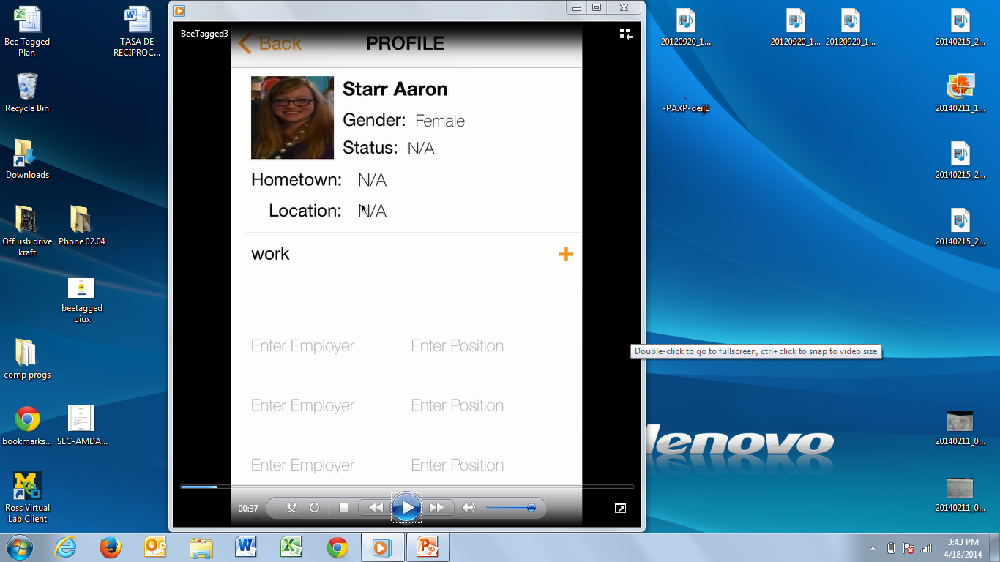 Bee Tagged
Plan
TASA DE
RECIPROC...
Recycle Bin
Downloads
Off usb drive
kraft
Phone 02.04
beetagged
uiux
comp progs
bookmarks...
SEC-AMDA...
Ross Virtual
Lab Client
BeeTagged3
Back
PROFILE
Starr Aaron
Gender: Female
Status: N/A
Hometown: N/A
Location: N/A
work
Enter Employer Enter Position
Enter Employer Enter Position
Enter Employer Enter Position
00:37
20120920_1...
20120920_1...
20120920_1...
20140215_2...
-PAXP-deijE
20140211_1...
20140215_2...
20140215_2...
Double-click to go to fullscreen, ctrl+click to snap to video size
lenovo
20140211_0...
20140211_0...
3:43 PM
4/18/2014